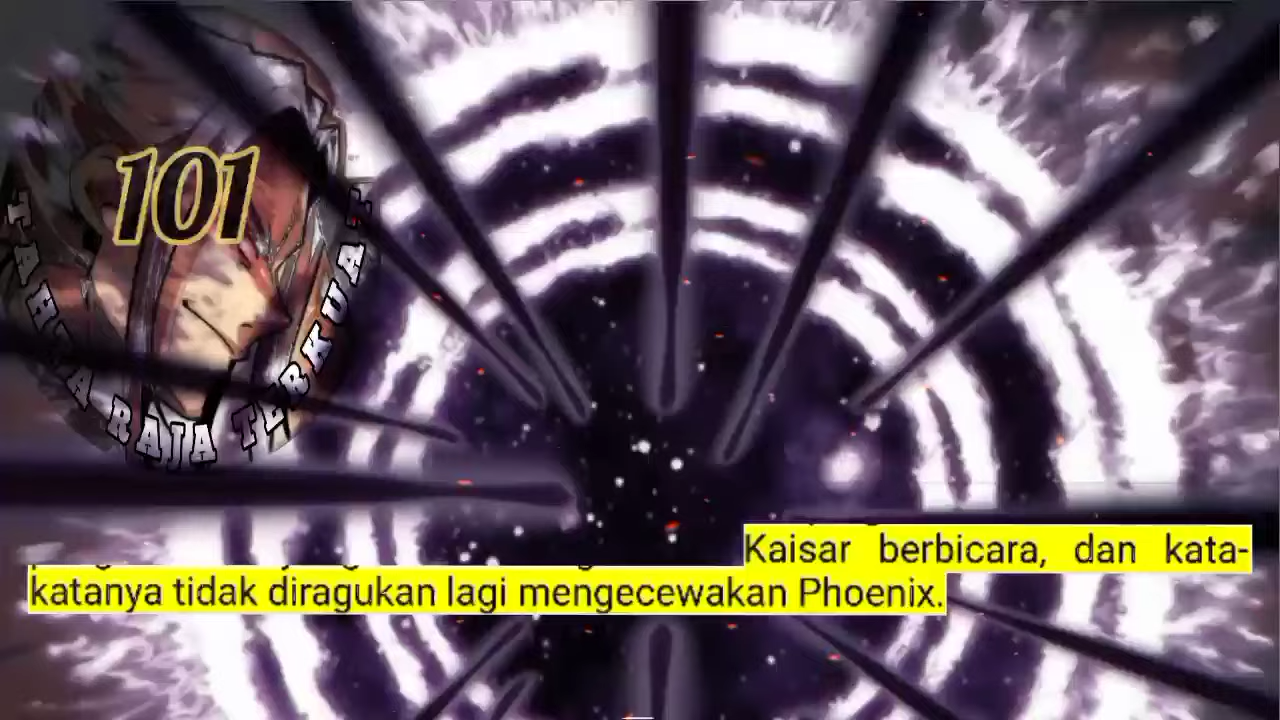 101
TAHTA RAJA TERKUAT
Kaisar berbicara, dan kata-
katanya tidak diragukan lagi mengecewakan Phoenix.